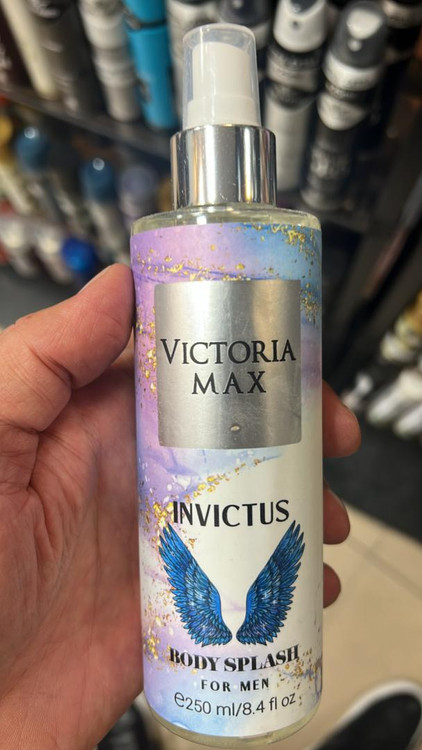 VICTORIA
MAX
INVICTUS
BODY SPLASH
FOR MEN
℮250 ml/8.4 fl oz